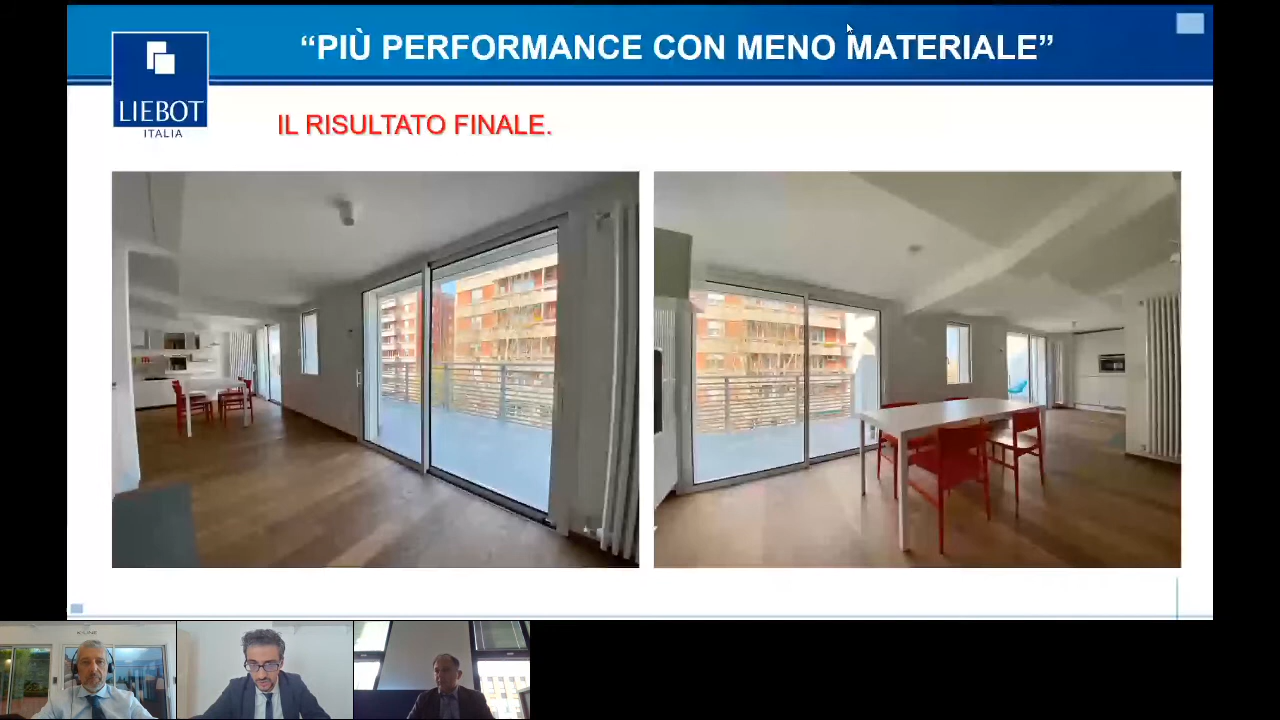 “PIÙ PERFORMANCE CON MENO MATERIALE”
LIEBOT
ITALIA
IL RISULTATO FINALE.